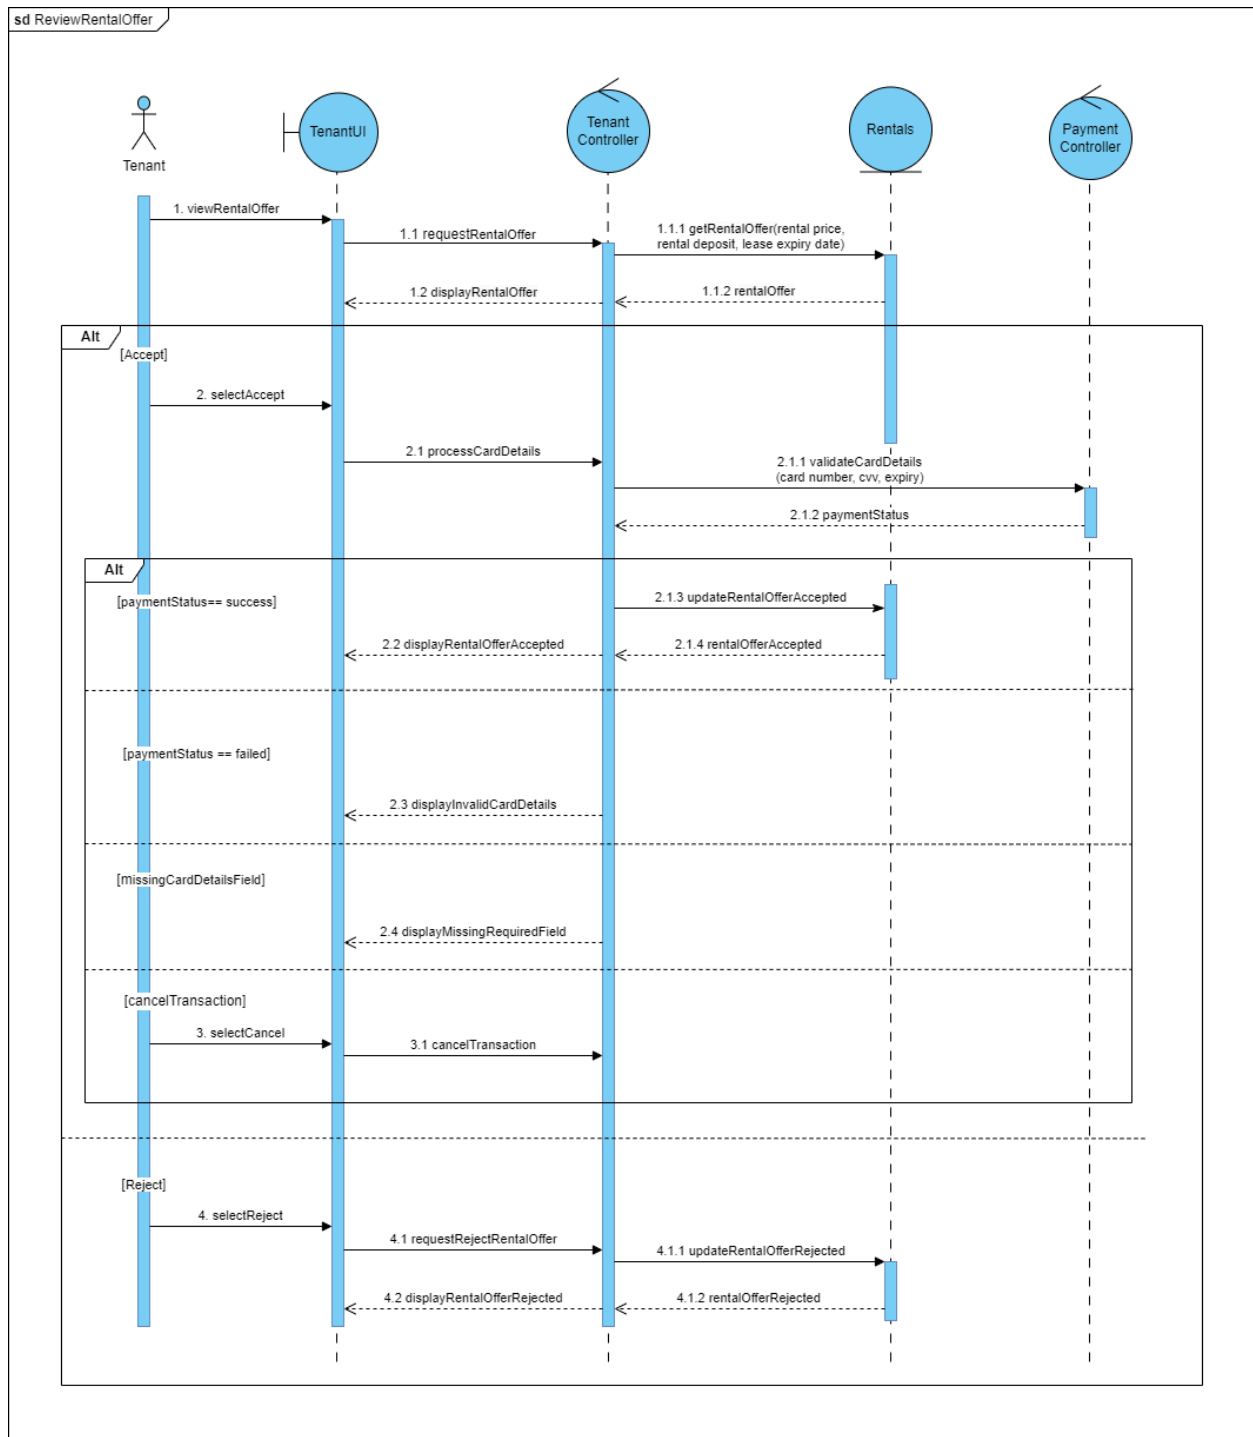 sd ReviewRentalOffer
Tenant
TenantUI
Tenant
Controller
Rentals
Payment
Controller
1. viewRentalOffer
1.1 requestRentalOffer
1.1.1 getRentalOffer(rental price,
rental deposit, lease expiry date)
1.2 displayRentalOffer
1.1.2 rentalOffer
Alt
[Accept]
2. selectAccept
2.1 processCardDetails
2.1.1 validateCardDetails
(card number, cvv, expiry)
2.1.2 paymentStatus
Alt
[paymentStatus== success]
2.1.3 updateRentalOfferAccepted
2.2 displayRentalOfferAccepted
2.1.4 rentalOfferAccepted
[paymentStatus == failed]
2.3 displayInvalidCardDetails
[missingCardDetailsField]
2.4 displayMissingRequiredField
[cancelTransaction]
3. selectCancel
3.1 cancelTransaction
[Reject]
4. selectReject
4.1 requestRejectRentalOffer
4.1.1 updateRentalOfferRejected
4.2 displayRentalOfferRejected
4.1.2 rentalOfferRejected